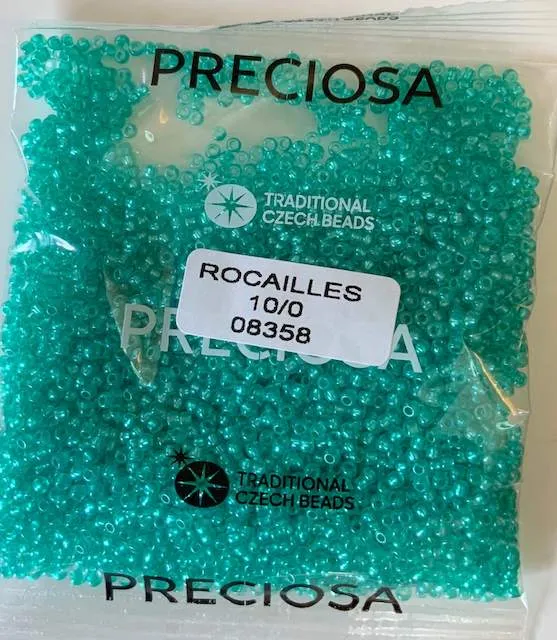 PRECIOSA
TRADITIONAL
CZECH BEADS
ROCAILLES
10/0
08358
PRECIOSA
TRADITIONAL
CZECH BEADS
PRECIOSA